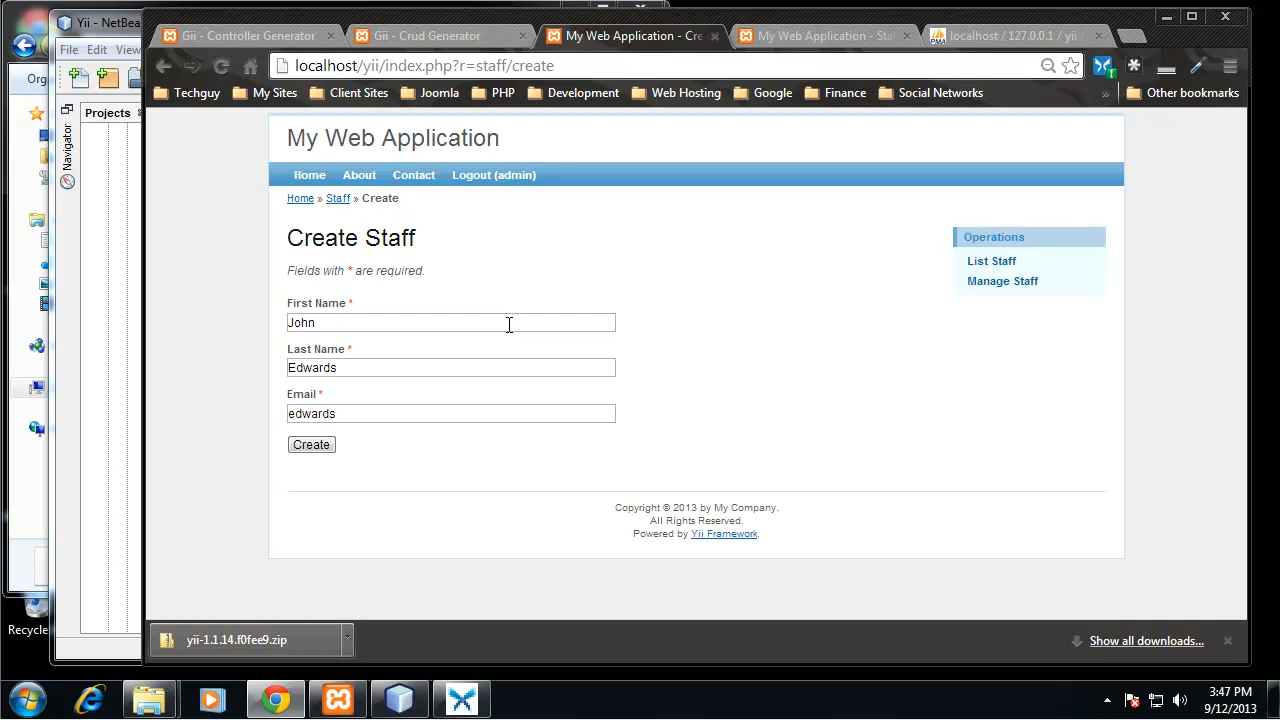 Yii - NetBea
Gii - Controller Generator
Gii - Crud Generator
My Web Application - Cre
My Web Application - Sta
localhost / 127.0.0.1 / yii
File Edit View
localhost/yii/index.php?r=staff/create
Org
Techguy My Sites Client Sites Joomla PHP Development Web Hosting Google Finance Social Networks » Other bookmarks
Projects
Navigator
My Web Application
Home About Contact Logout (admin)
Home » Staff » Create
Create Staff
Operations
List Staff
Manage Staff
Fields with * are required.
First Name *
John
Last Name *
Edwards
Email *
edwards
Create
Copyright © 2013 by My Company.
All Rights Reserved.
Powered by Yii Framework.
Recycle
yii-1.1.14.f0fee9.zip
Show all downloads...
3:47 PM
9/12/2013